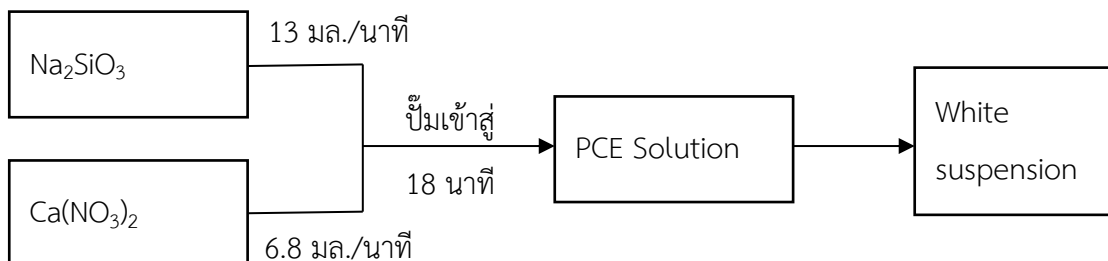 13 มล./นาที
Na₂SiO₃
ปั๊มเข้าสู่
18 นาที
PCE Solution
White
suspension
Ca(NO₃)₂
6.8 มล./นาที